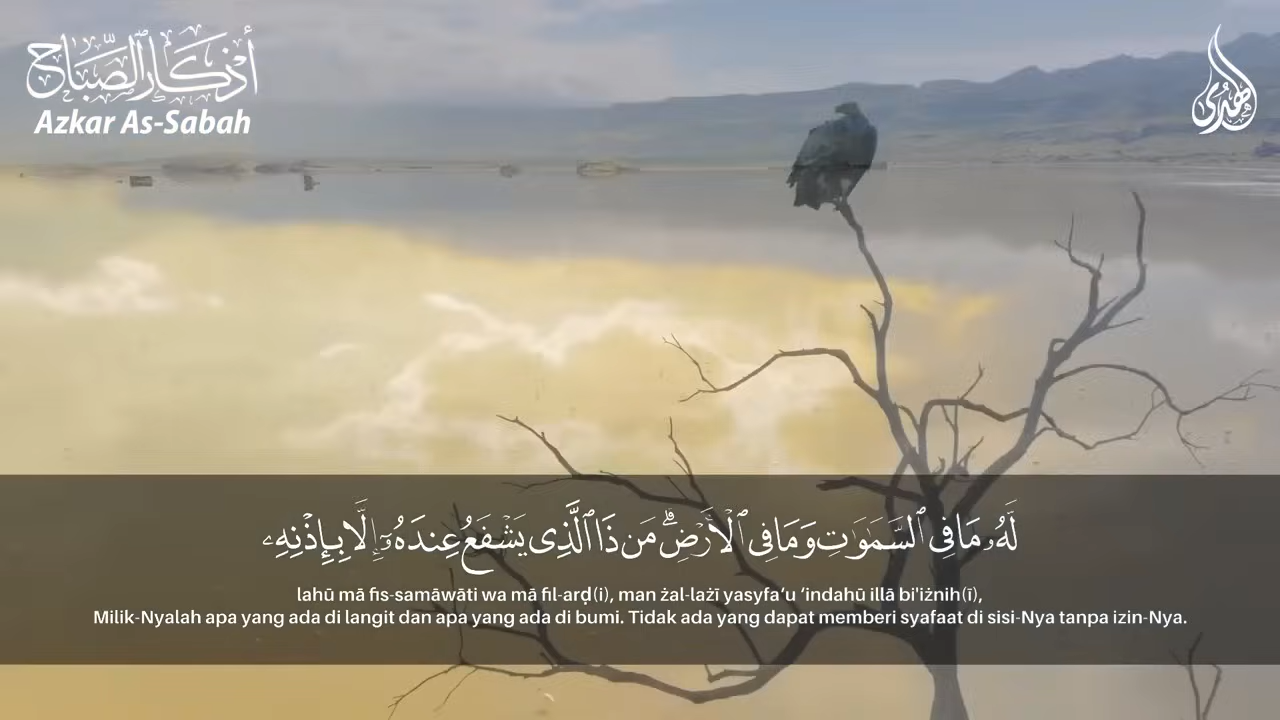 أذكار الصباح
Azkar As-Sabah
الهدى
لَهُۥ مَا فِى ٱلسَّمَـٰوَٰتِ وَمَا فِى ٱلْأَرْضِ ۗ مَن ذَا ٱلَّذِى يَشْفَعُ عِندَهُۥٓ إِلَّا بِإِذْنِهِۦ
lahū mā fis-samāwāti wa mā fil-arḍ(i), man żal-lażī yasyfa‘u ‘indahū illā bi'iżnih(ī),
Milik-Nyalah apa yang ada di langit dan apa yang ada di bumi. Tidak ada yang dapat memberi syafaat di sisi-Nya tanpa izin-Nya.